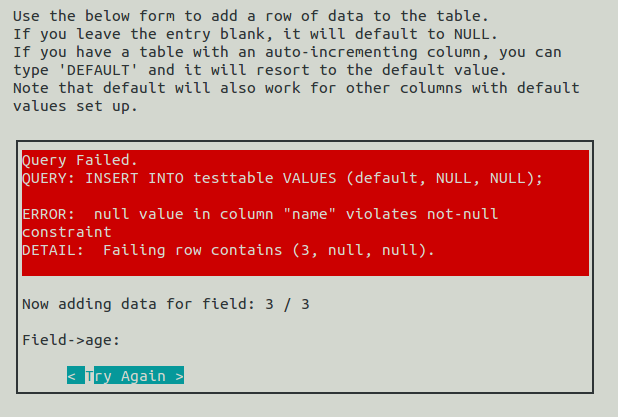 Use the below form to add a row of data to the table.
If you leave the entry blank, it will default to NULL.
If you have a table with an auto-incrementing column, you can
type 'DEFAULT' and it will resort to the default value.
Note that default will also work for other columns with default
values set up.
Query Failed.
QUERY: INSERT INTO testtable VALUES (default, NULL, NULL);
ERROR:  null value in column "name" violates not-null
constraint
DETAIL:  Failing row contains (3, null, null).
Now adding data for field: 3 / 3
Field->age:
< Try Again >